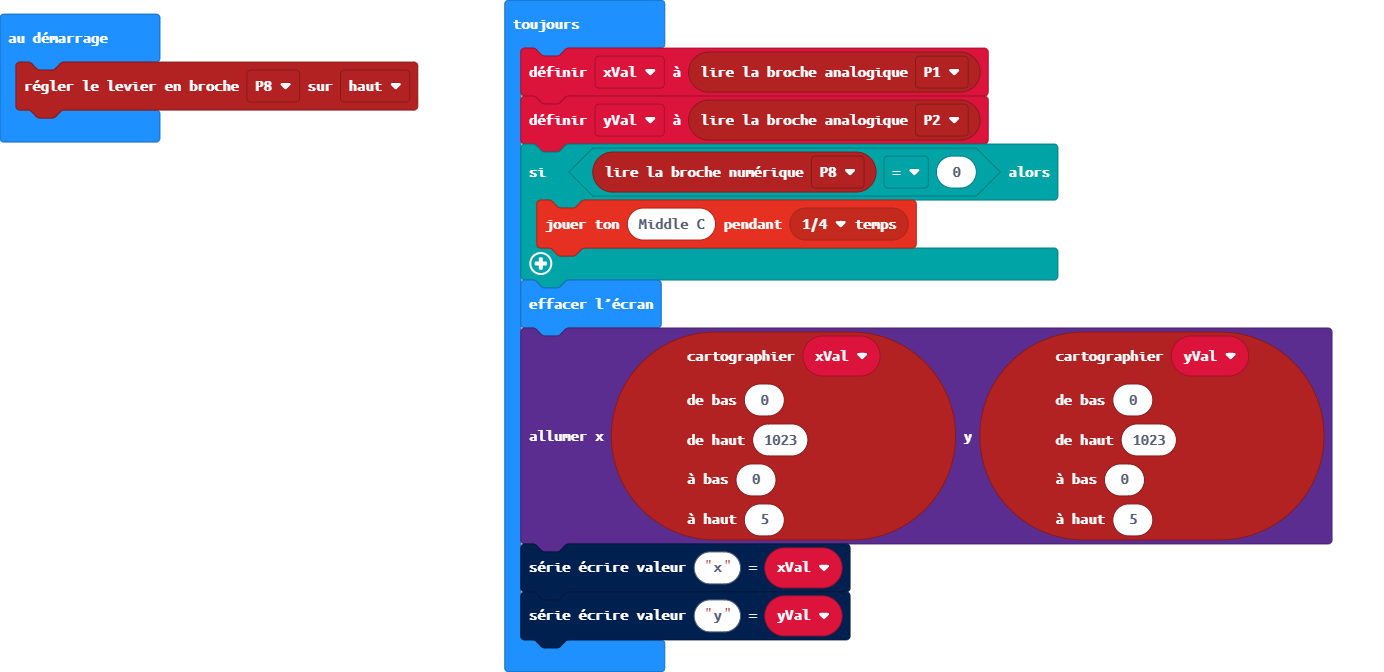 au démarrage
régler le levier en broche P8 sur haut
toujours
définir xVal à lire la broche analogique P1
définir yVal à lire la broche analogique P2
si lire la broche numérique P8 = 0 alors
jouer ton Middle C pendant 1/4 temps
effacer l'écran
allumer x
cartographier xVal
de bas 0
de haut 1023
à bas 0
à haut 5
y
cartographier yVal
de bas 0
de haut 1023
à bas 0
à haut 5
série écrire valeur "x" = xVal
série écrire valeur "y" = yVal